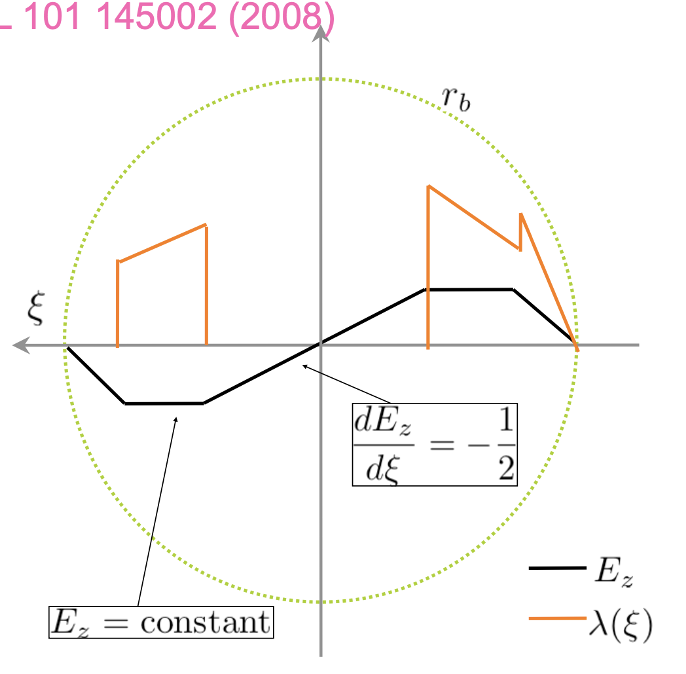 L 101 145002 (2008)
r_b
ξ
dE_z/dξ = -1/2
E_z = constant
E_z
λ(ξ)